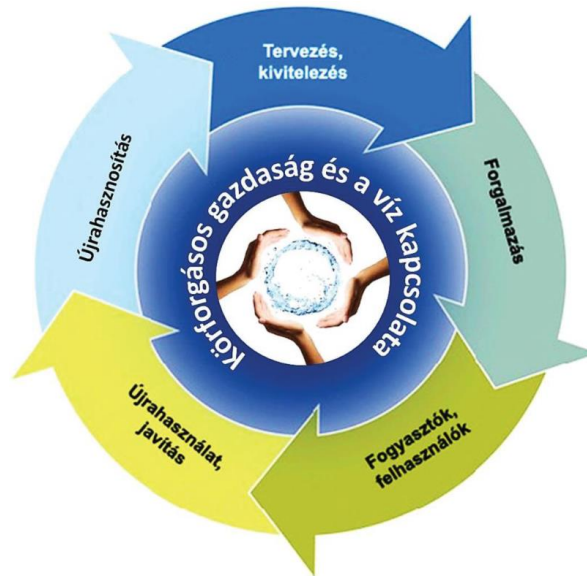 Tervezés,
kivitelezés
Forgalmazás
Fogyasztók,
felhasználók
Újrahasználat,
javítás
Újrahasznosítás
Körforgásos gazdaság és a víz kapcsolata